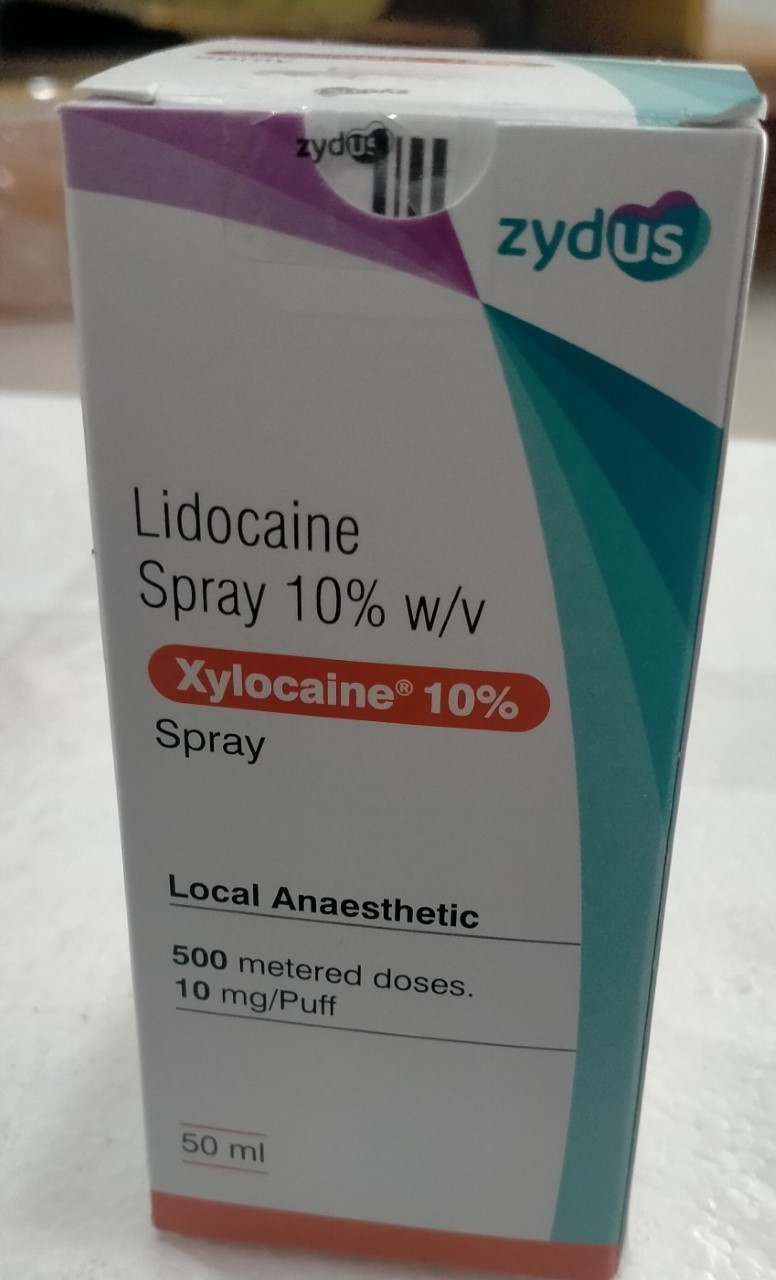 zydus
zydus
Lidocaine
Spray 10% w/v
Xylocaine® 10%
Spray
Local Anaesthetic
500 metered doses.
10 mg/Puff
50 ml